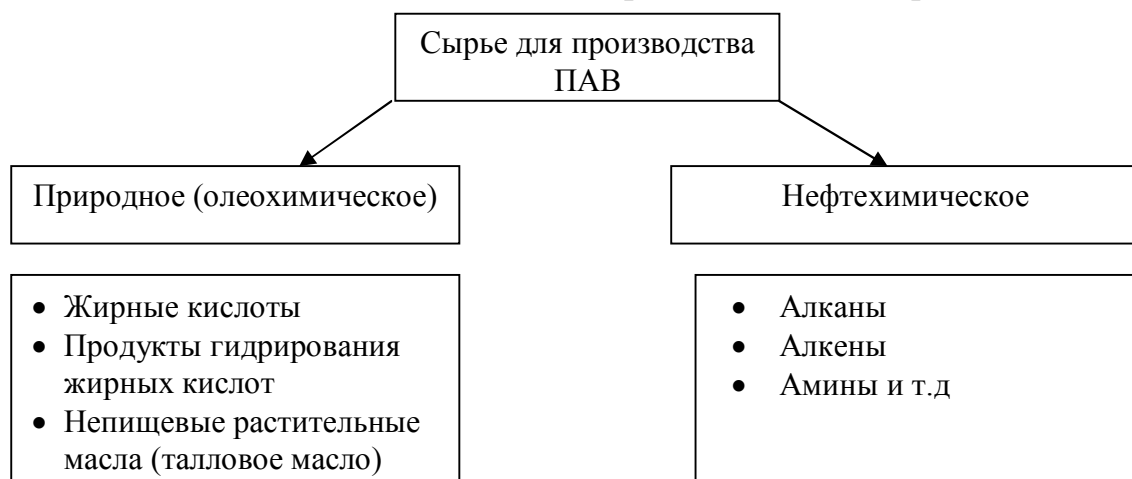 Сырье для производства
ПАВ
Природное (олеохимическое)
Нефтехимическое
• Жирные кислоты
• Продукты гидрирования
жирных кислот
• Непищевые растительные
масла (талловое масло)
• Алканы
• Алкены
• Амины и т.д